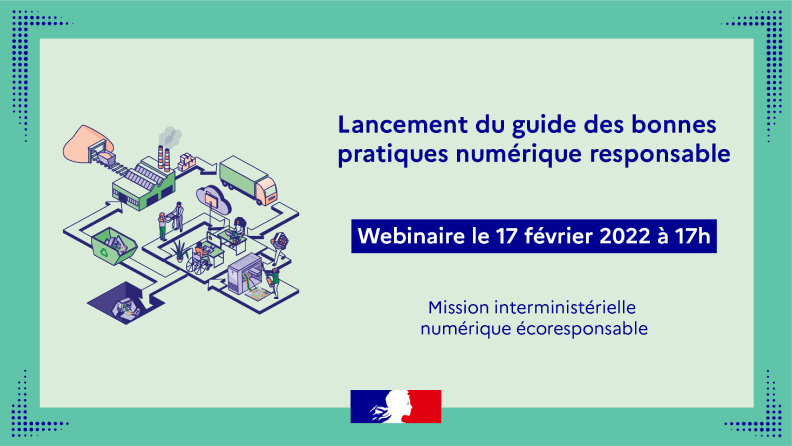 Lancement du guide des bonnes
pratiques numérique responsable
Webinaire le 17 février 2022 à 17h
Mission interministérielle
numérique écoresponsable